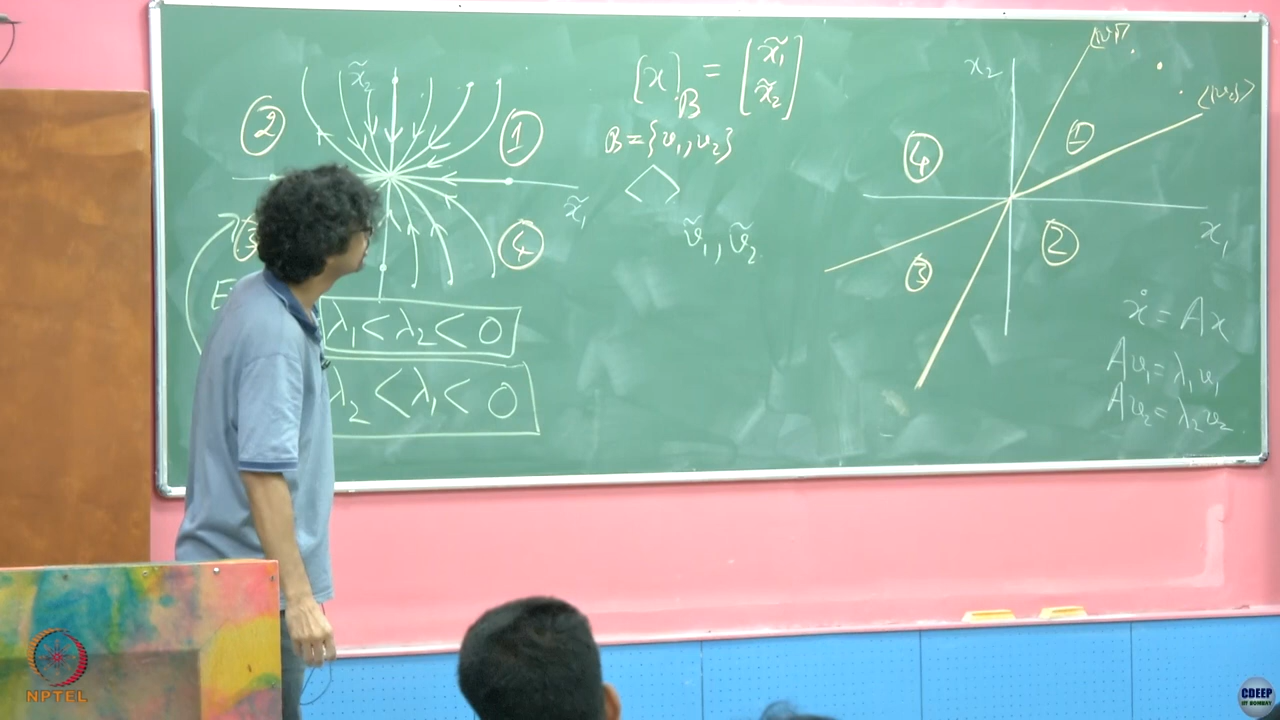 x̃₂
②
①
③
④
x̃₁
E
λ₁ < λ₂ < 0
λ₂ < λ₁ < 0
[x]_B = [x̃₁ x̃₂]
B = {v₁, v₂}
ṽ₁, ṽ₂
x₂
⟨v₁⟩
⟨v₂⟩
④
①
③
②
x₁
ẋ = Ax
Av₁ = λ₁v₁
Av₂ = λ₂v₂
NPTEL
CDEEP
IIT BOMBAY